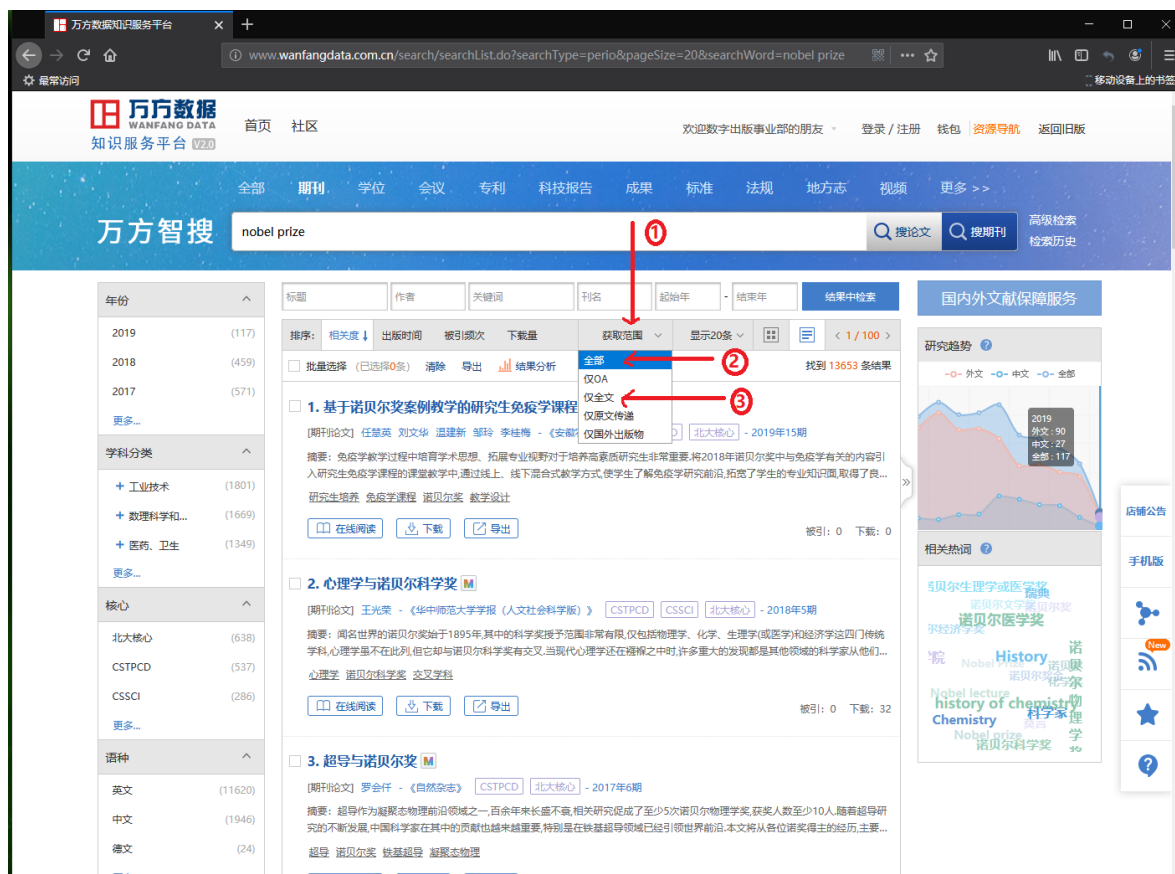 万方数据知识服务平台
www.wanfangdata.com.cn/search/searchList.do?searchType=perio&pageSize=20&searchWord=nobel prize
最常访问
移动设备上的书签
万方数据
WANFANG DATA
知识服务平台 V2.0
首页 社区
欢迎数字出版事业部的朋友 登录 / 注册 钱包 资源导航 返回旧版
全部 期刊 学位 会议 专利 科技报告 成果 标准 法规 地方志 视频 更多 >>
万方智搜
nobel prize
搜论文 搜期刊
高级检索
检索历史
①
②
③
年份
2019 (117)
2018 (459)
2017 (571)
更多...
学科分类
+ 工业技术 (1801)
+ 数理科学和... (1669)
+ 医药、卫生 (1349)
更多...
核心
北大核心 (638)
CSTPCD (537)
CSSCI (286)
更多...
语种
英文 (11620)
中文 (1946)
德文 (24)
标题 作者 关键词 刊名 起始年 - 结束年 结果中检索
排序: 相关度 出版时间 被引频次 下载量 获取范围 显示20条 < 1 / 100 >
批量选择 (已选择0条) 清除 导出 结果分析 找到 13653 条结果
全部
仅OA
仅全文
仅原文传递
仅国外出版物
1. 基于诺贝尔奖案例教学的研究生免疫学课程
[期刊论文] 任慧英 刘文华 温建新 邹玲 李桂梅 - 《安徽 北大核心 - 2019年15期
摘要: 免疫学教学过程中培育学术思想、拓展专业视野对于培养高素质研究生非常重要.将2018年诺贝尔奖中与免疫学有关的内容引
入研究生免疫学课程的课堂教学中,通过线上、线下混合式教学方式,使学生了解免疫学研究前沿,拓宽了学生的专业知识面,取得了良...
研究生培养 免疫学课程 诺贝尔奖 教学设计
在线阅读 下载 导出
被引: 0 下载: 0
2. 心理学与诺贝尔科学奖 M
[期刊论文] 王光荣 - 《华中师范大学学报（人文社会科学版）》 CSTPCD CSSCI 北大核心 - 2018年5期
摘要: 闻名世界的诺贝尔奖始于1895年,其中的科学奖授予范围非常有限,仅包括物理学、化学、生理学(或医学)和经济学这四门传统
学科,心理学虽不在此列,但它却与诺贝尔科学奖有交叉.当现代心理学还在襁褓之中时,许多重大的发现都是其他领域的科学家从他们...
心理学 诺贝尔科学奖 交叉学科
在线阅读 下载 导出
被引: 0 下载: 32
3. 超导与诺贝尔奖 M
[期刊论文] 罗会仟 - 《自然杂志》 CSTPCD 北大核心 - 2017年6期
摘要: 超导作为凝聚态物理前沿领域之一,百余年来长盛不衰,相关研究促成了至少5次诺贝尔物理学奖,获奖人数至少10人.随着超导研
究的不断发展,中国科学家在其中的贡献也越来越重要,特别是在铁基超导领域已经引领世界前沿.本文将从各位诺奖得主的经历,主要...
超导 诺贝尔奖 铁基超导 凝聚态物理
国内外文献保障服务
研究趋势
外文 中文 全部
2019
外文 : 90
中文 : 27
全部 : 117
相关热词
贝尔生理学或医学奖
瑞典
诺贝尔文学奖
诺贝尔医学奖
History
Nobel Prize
诺贝尔奖金
Nobel lecture
history of chemistry
Chemistry
科学家
莫言
Nobel prize
诺贝尔科学奖
诺贝尔物理学奖
店铺公告
手机版
New